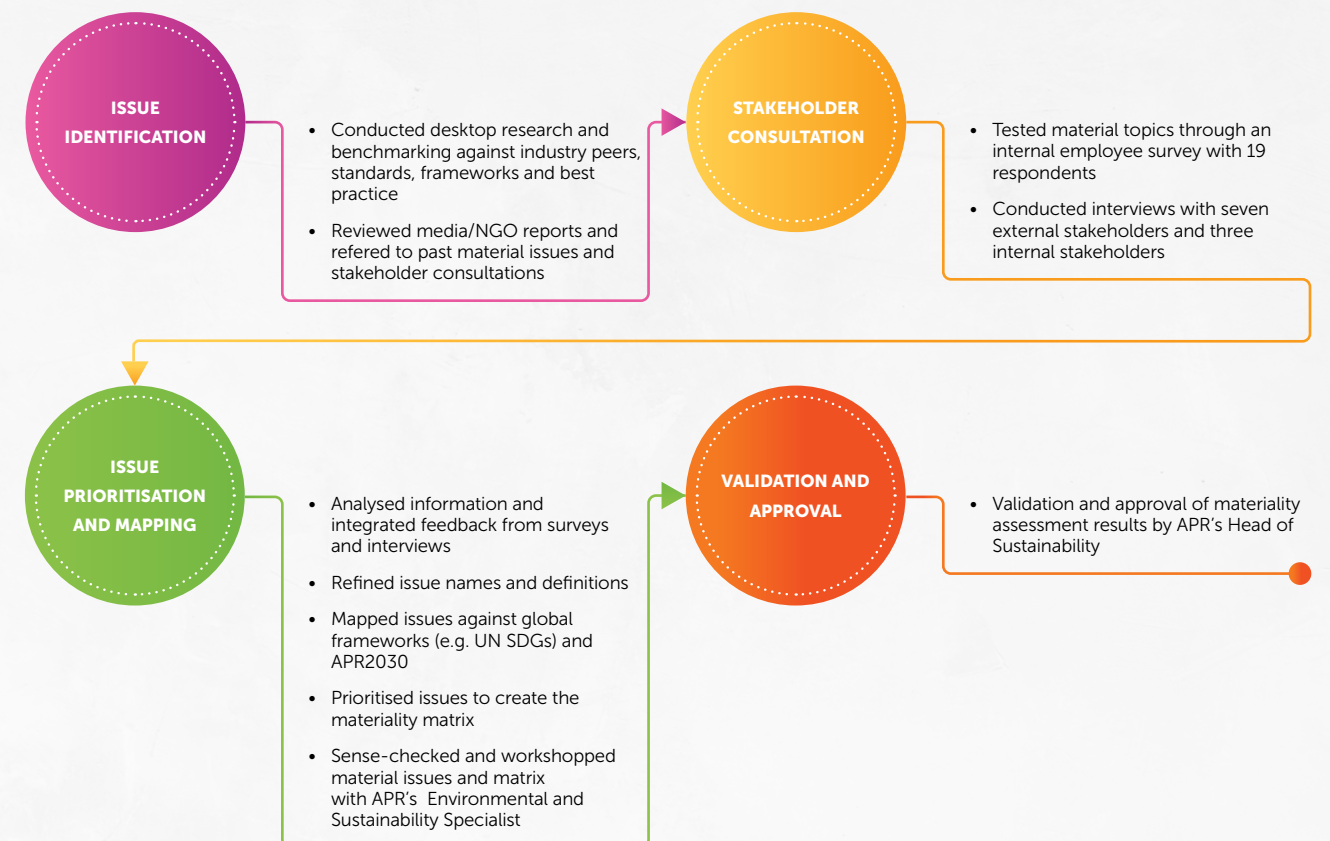 ISSUE
IDENTIFICATION
• Conducted desktop research and
benchmarking against industry peers,
standards, frameworks and best
practice
• Reviewed media/NGO reports and
refered to past material issues and
stakeholder consultations
STAKEHOLDER
CONSULTATION
• Tested material topics through an
internal employee survey with 19
respondents
• Conducted interviews with seven
external stakeholders and three
internal stakeholders
ISSUE
PRIORITISATION
AND MAPPING
• Analysed information and
integrated feedback from surveys
and interviews
• Refined issue names and definitions
• Mapped issues against global
frameworks (e.g. UN SDGs) and
APR2030
• Prioritised issues to create the
materiality matrix
• Sense-checked and workshopped
material issues and matrix
with APR's Environmental and
Sustainability Specialist
VALIDATION AND
APPROVAL
• Validation and approval of materiality
assessment results by APR's Head of
Sustainability